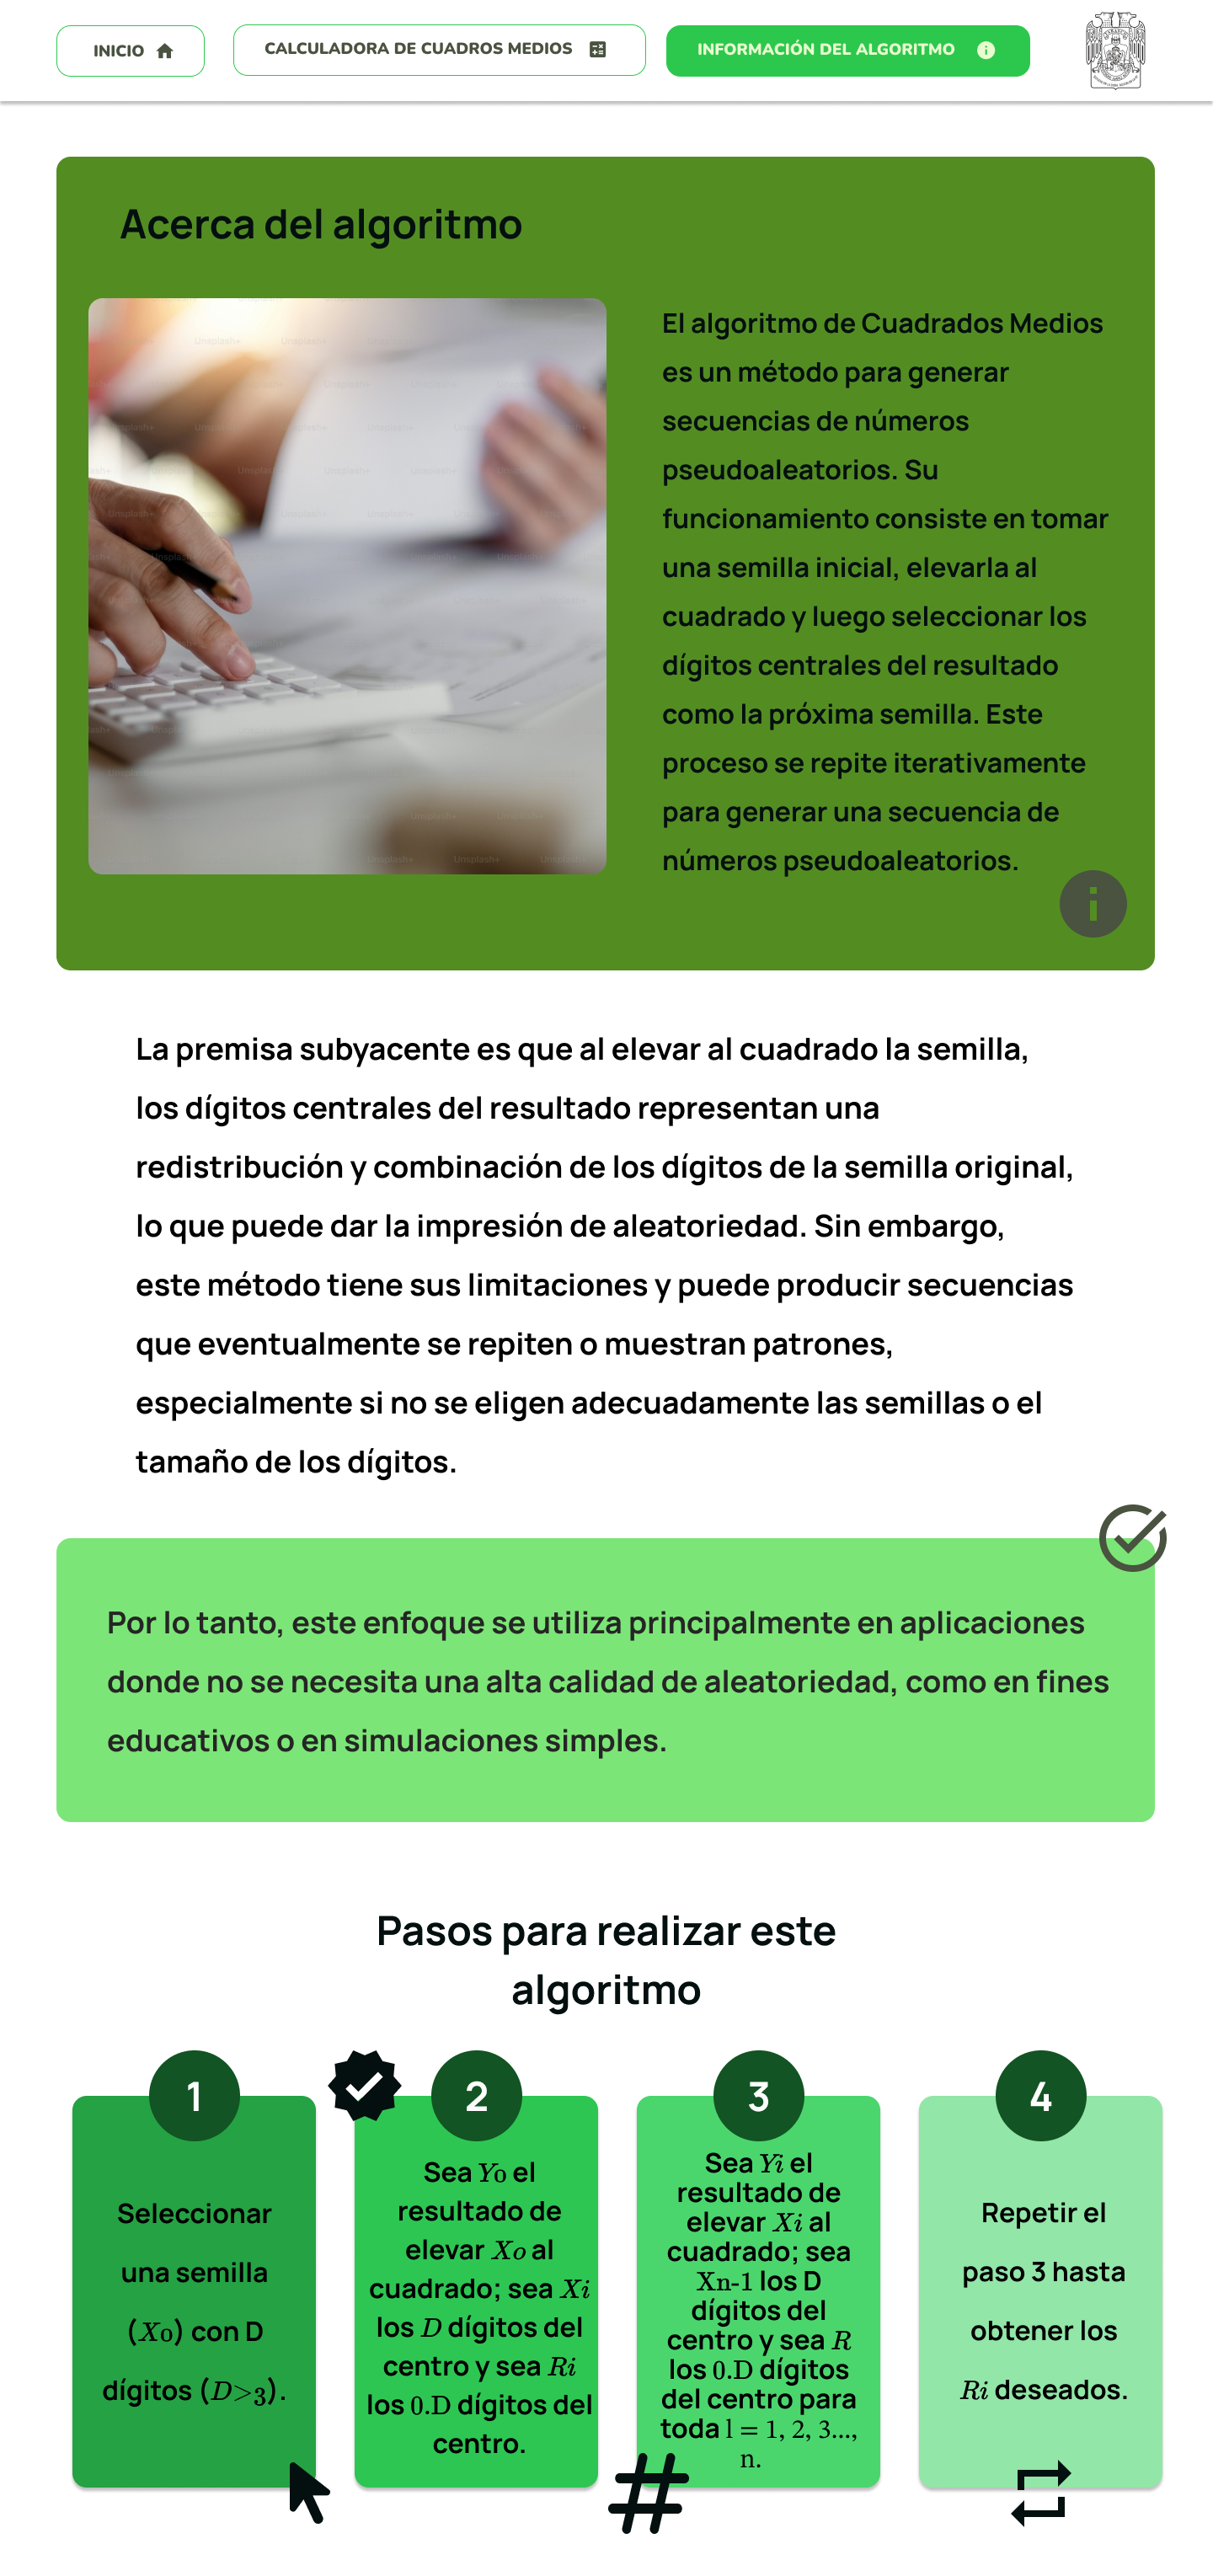 INICIO
CALCULADORA DE CUADROS MEDIOS
INFORMACIÓN DEL ALGORITMO
Acerca del algoritmo
El algoritmo de Cuadrados Medios
es un método para generar
secuencias de números
pseudoaleatorios. Su
funcionamiento consiste en tomar
una semilla inicial, elevarla al
cuadrado y luego seleccionar los
dígitos centrales del resultado
como la próxima semilla. Este
proceso se repite iterativamente
para generar una secuencia de
números pseudoaleatorios.
La premisa subyacente es que al elevar al cuadrado la semilla,
los dígitos centrales del resultado representan una
redistribución y combinación de los dígitos de la semilla original,
lo que puede dar la impresión de aleatoriedad. Sin embargo,
este método tiene sus limitaciones y puede producir secuencias
que eventualmente se repiten o muestran patrones,
especialmente si no se eligen adecuadamente las semillas o el
tamaño de los dígitos.
Por lo tanto, este enfoque se utiliza principalmente en aplicaciones
donde no se necesita una alta calidad de aleatoriedad, como en fines
educativos o en simulaciones simples.
Pasos para realizar este
algoritmo
1
Seleccionar
una semilla
(X0) con D
dígitos (D>3).
2
Sea Y0 el
resultado de
elevar Xo al
cuadrado; sea Xi
los D dígitos del
centro y sea Ri
los 0.D dígitos del
centro.
3
Sea Yi el
resultado de
elevar Xi al
cuadrado; sea
Xn-1 los D
dígitos del
centro y sea R
los 0.D dígitos
del centro para
toda l = 1, 2, 3...,
n.
4
Repetir el
paso 3 hasta
obtener los
Ri deseados.